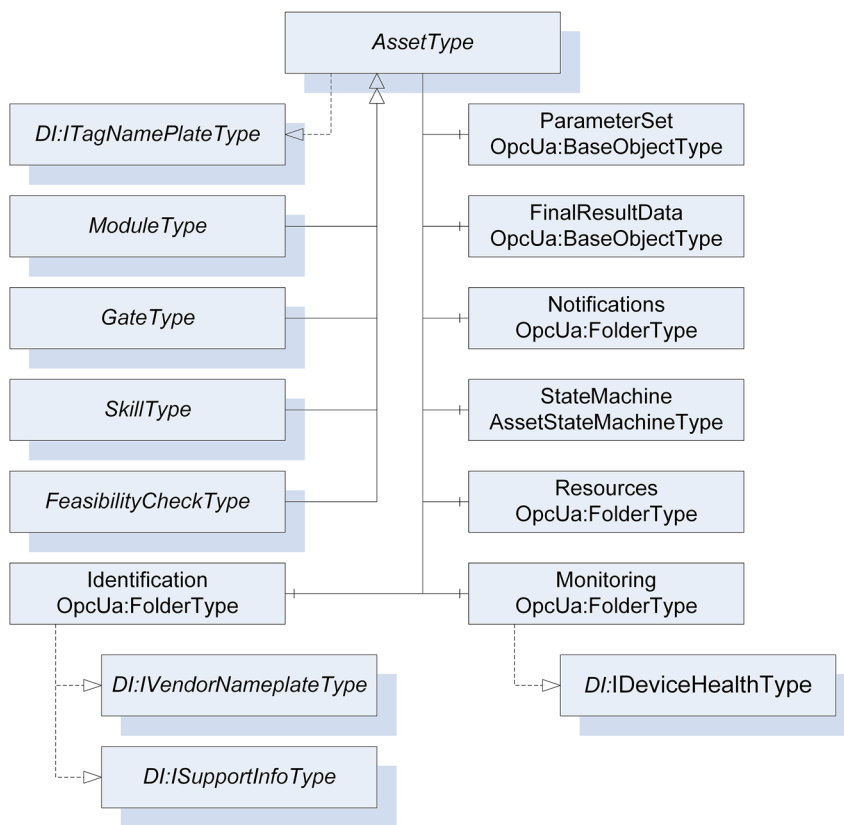 AssetType
DI:ITagNamePlateType
ParameterSet
OpcUa:BaseObjectType
ModuleType
FinalResultData
OpcUa:BaseObjectType
GateType
Notifications
OpcUa:FolderType
SkillType
StateMachine
AssetStateMachineType
FeasibilityCheckType
Resources
OpcUa:FolderType
Identification
OpcUa:FolderType
Monitoring
OpcUa:FolderType
DI:IVendorNameplateType
DI:IDeviceHealthType
DI:ISupportInfoType